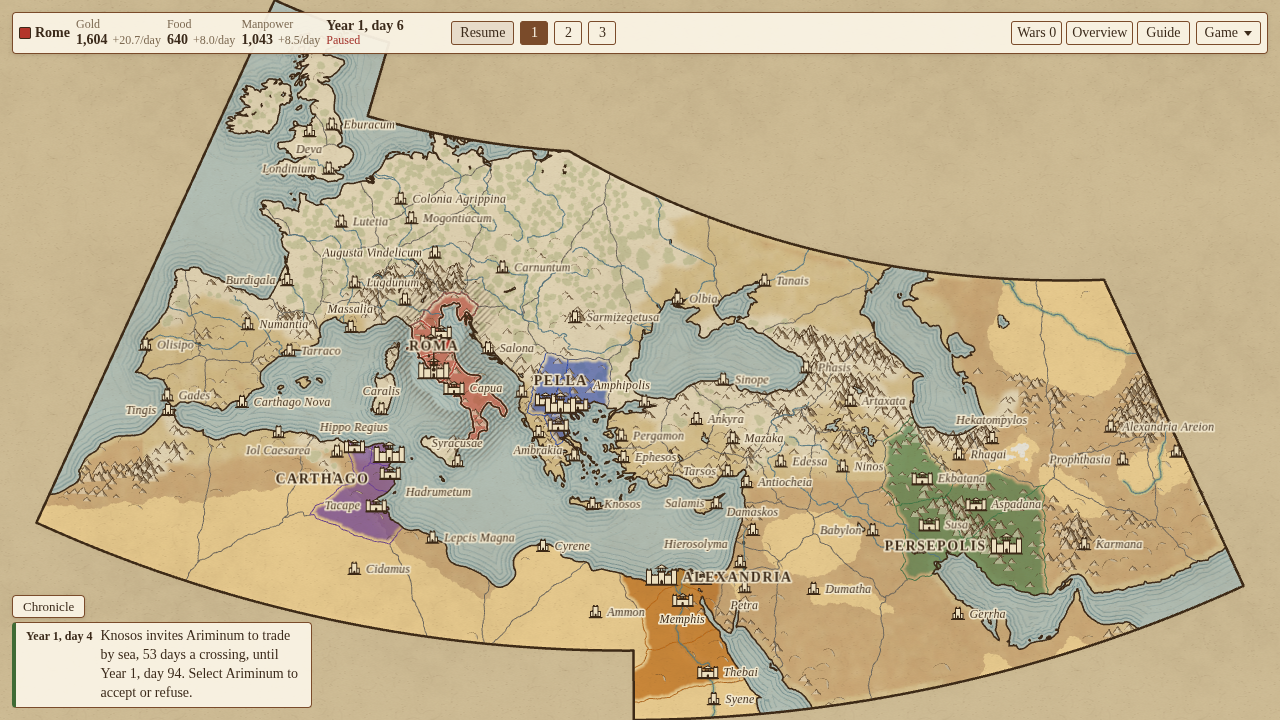 Rome
Gold
1,604 +20.7/day
Food
640 +8.0/day
Manpower
1,043 +8.5/day
Year 1, day 6
Paused
Resume
1
2
3
Wars 0
Overview
Guide
Game
Eburacum
Deva
Londinium
Colonia Agrippina
Lutetia
Mogontiacum
Augusta Vindelicum
Carnuntum
Burdigala
Lugdunum
Tanais
Olbia
Massalia
Numantia
Sarmizegetusa
Olisipo
Tarraco
ROMA
Salona
Phasis
PELLA
Amphipolis
Sinope
Caralis
Capua
Gades
Carthago Nova
Tingis
Artaxata
Ankyra
Hekatompylos
Hippo Regius
Alexandria Areion
Pergamon
Mazaka
Iol Caesarea
Syracusae
Ambrakia
Rhagai
Ephesos
Edessa
Ninos
Prophthasia
Tarsos
CARTHAGO
Ekbatana
Antiocheia
Hadrumetum
Tacape
Knosos
Salamis
Aspadana
Damaskos
Susa
Babylon
Lepcis Magna
Cyrene
Hierosolyma
PERSEPOLIS
Karmana
Cidamus
ALEXANDRIA
Dumatha
Petra
Ammon
Memphis
Gerrha
Thebai
Syene
Chronicle
Year 1, day 4 Knosos invites Ariminum to trade
by sea, 53 days a crossing, until
Year 1, day 94. Select Ariminum to
accept or refuse.